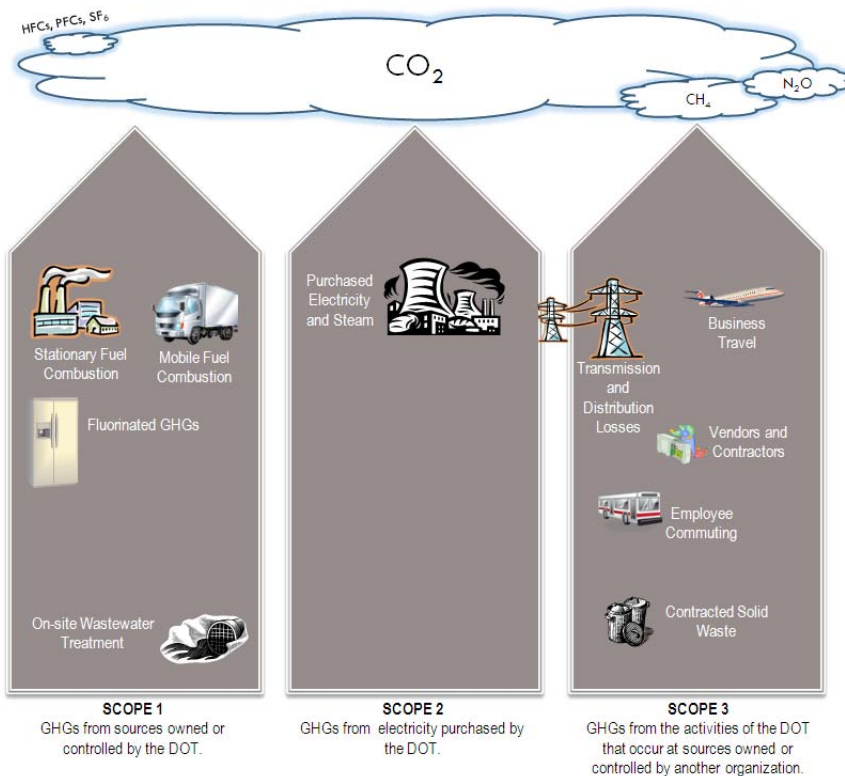 HFCs, PFCs, SF₆
CO₂
CH₄
N₂O
Stationary Fuel
Combustion
Mobile Fuel
Combustion
Fluorinated GHGs
On-site Wastewater
Treatment
Purchased
Electricity
and Steam
Transmission
and
Distribution
Losses
Business
Travel
Vendors and
Contractors
Employee
Commuting
Contracted Solid
Waste
SCOPE 1
GHGs from sources owned or
controlled by the DOT.
SCOPE 2
GHGs from electricity purchased by
the DOT.
SCOPE 3
GHGs from the activities of the DOT
that occur at sources owned or
controlled by another organization.